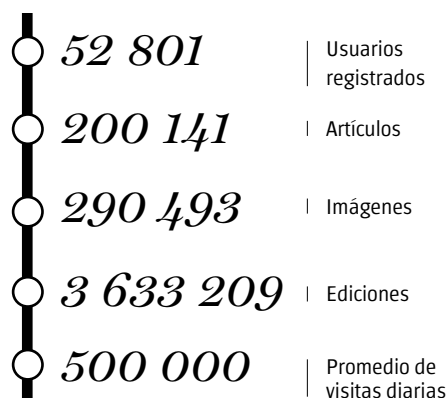 52 801
Usuarios
registrados
200 141
Artículos
290 493
Imágenes
3 633 209
Ediciones
500 000
Promedio de
visitas diarias